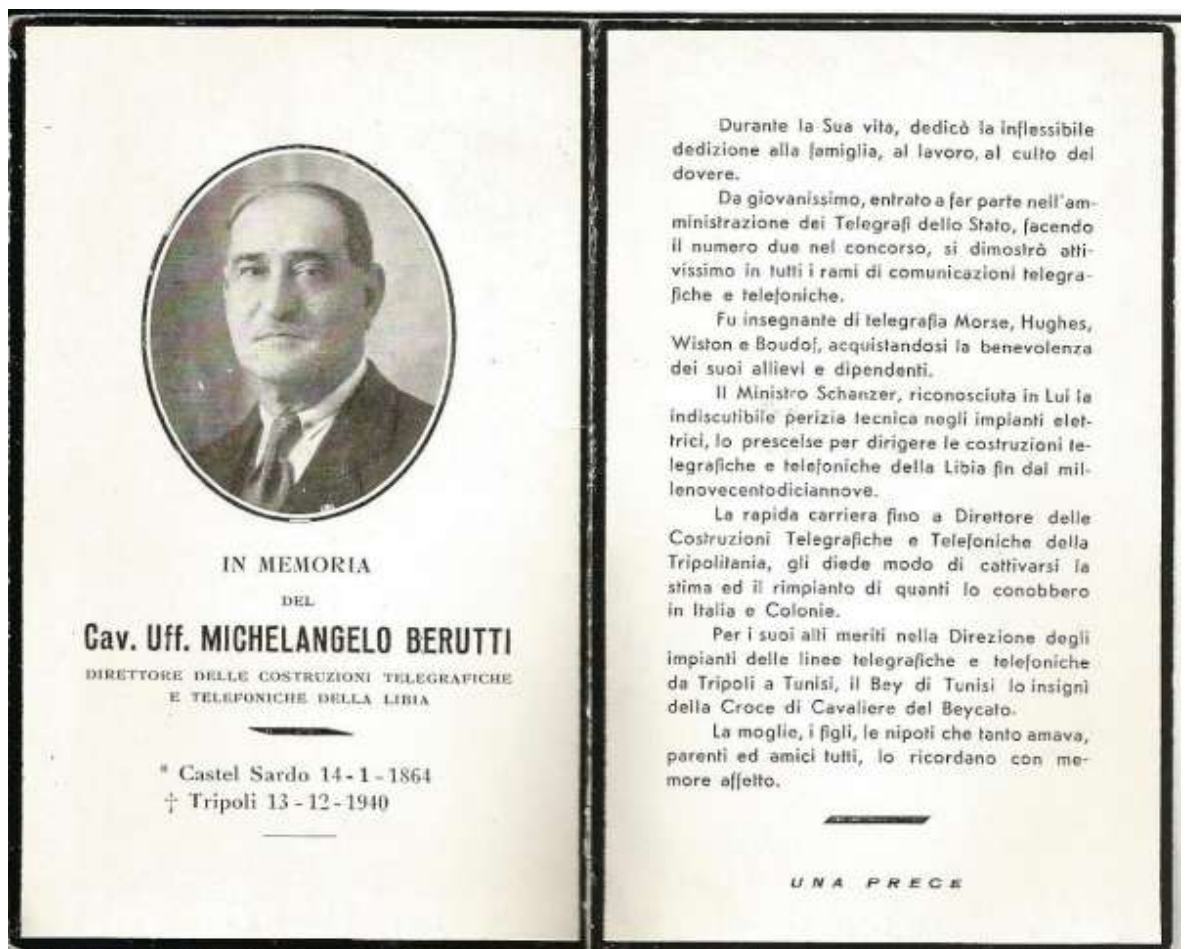 IN MEMORIA
DEL
Cav. Uff. MICHELANGELO BERUTTI
DIRETTORE DELLE COSTRUZIONI TELEGRAFICHE
E TELEFONICHE DELLA LIBIA
* Castel Sardo 14-1-1864
† Tripoli 13-12-1940
Durante la Sua vita, dedicò la inflessibile
dedizione alla famiglia, al lavoro, al culto del
dovere.
Da giovanissimo, entrato a far parte nell'am-
ministrazione dei Telegrafi dello Stato, facendo
il numero due nel concorso, si dimostrò atti-
vissimo in tutti i rami di comunicazioni telegra-
fiche e telefoniche.
Fu insegnante di telegrafia Morse, Hughes,
Wiston e Boudof, acquistandosi la benevolenza
dei suoi allievi e dipendenti.
Il Ministro Schanzer, riconosciuta in Lui la
indiscutibile perizia tecnica negli impianti elet-
trici, lo prescelse per dirigere le costruzioni te-
legrafiche e telefoniche della Libia fin dal mil-
lenovecentodiciannove.
La rapida carriera fino a Direttore delle
Costruzioni Telegrafiche e Telefoniche della
Tripolitania, gli diede modo di cattivarsi la
stima ed il rimpianto di quanti lo conobbero
in Italia e Colonie.
Per i suoi alti meriti nella Direzione degli
impianti delle linee telegrafiche e telefoniche
da Tripoli a Tunisi, il Bey di Tunisi lo insignì
della Croce di Cavaliere del Beycato.
La moglie, i figli, le nipoti che tanto amava,
parenti ed amici tutti, lo ricordano con me-
more affetto.
UNA PRECE